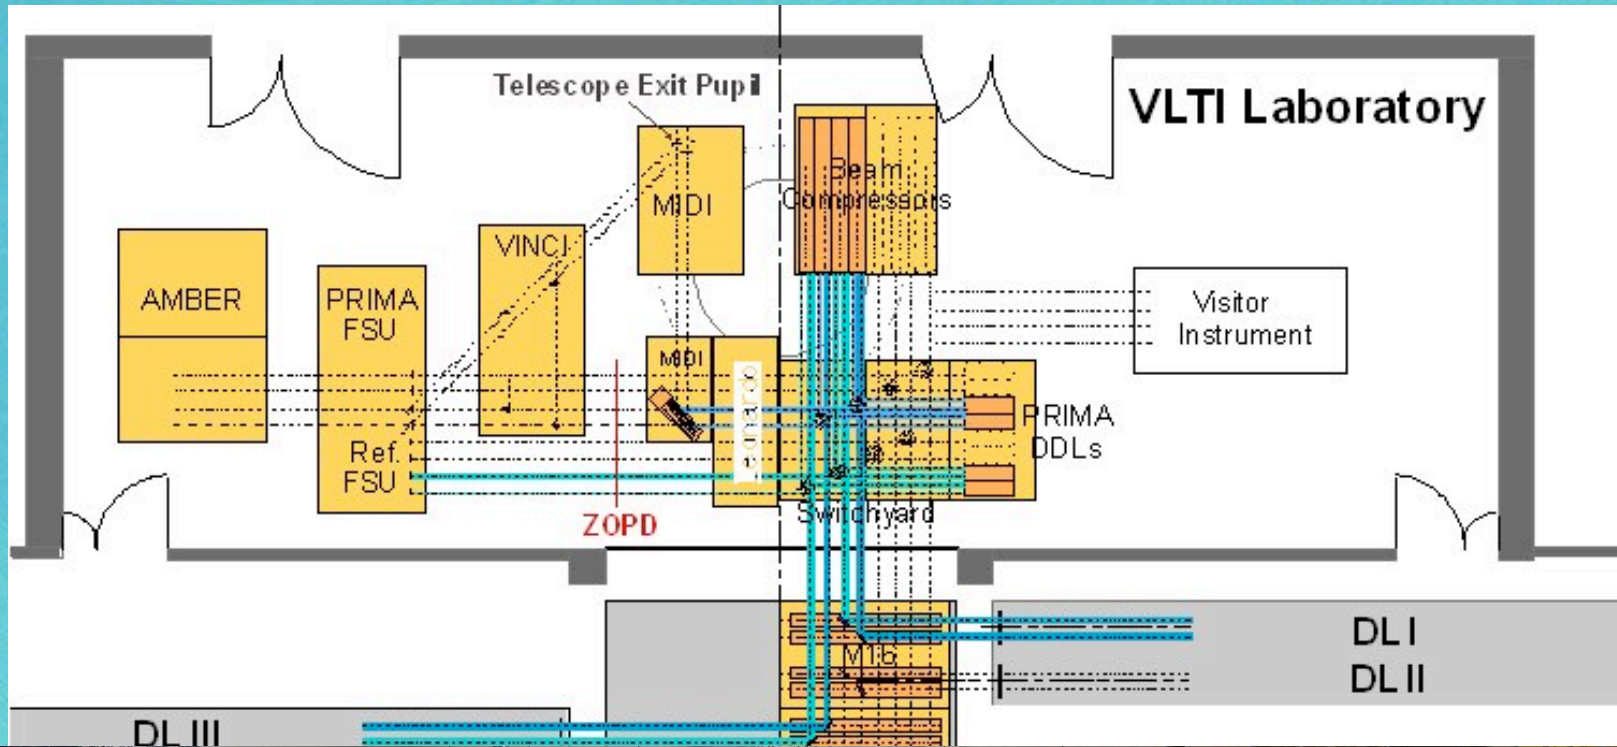 Telescope Exit Pupil
VLTI Laboratory
Beam
Compressors
MIDI
VINCI
AMBER
PRIMA
FSU
Visitor
Instrument
MIDI
Leonardo
PRIMA
DDLs
Ref.
FSU
Switchyard
ZOPD
DL I
M16
DL II
DL III